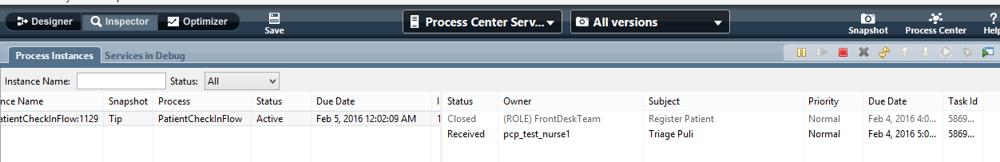 Designer Inspector Optimizer Save Process Center Serv... All versions Snapshot Process Center Help
Process Instances Services in Debug
Instance Name: Status: All
nce Name Snapshot Process Status Due Date Status Owner Subject Priority Due Date Task Id
atientCheckInFlow:1129 Tip PatientCheckInFlow Active Feb 5, 2016 12:02:09 AM 1 Closed (ROLE) FrontDeskTeam Register Patient Normal Feb 4, 2016 4:0... 5869...
Received pcp_test_nurse1 Triage Puli Normal Feb 4, 2016 5:0... 5869...